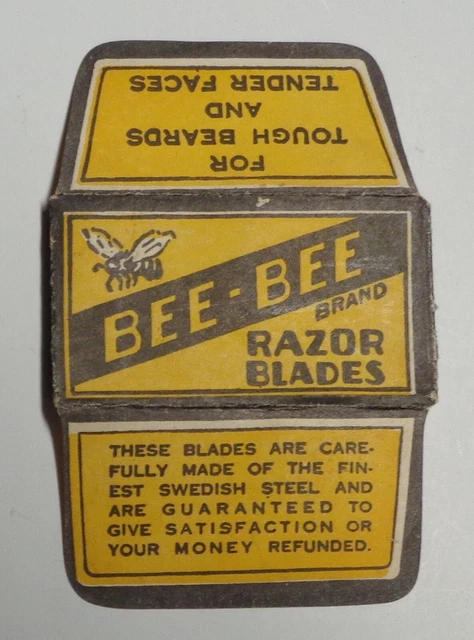 FOR
TOUGH BEARDS
AND
TENDER FACES
BEE-BEE
BRAND
RAZOR
BLADES
THESE BLADES ARE CARE-
FULLY MADE OF THE FIN-
EST SWEDISH STEEL AND
ARE GUARANTEED TO
GIVE SATISFACTION OR
YOUR MONEY REFUNDED.